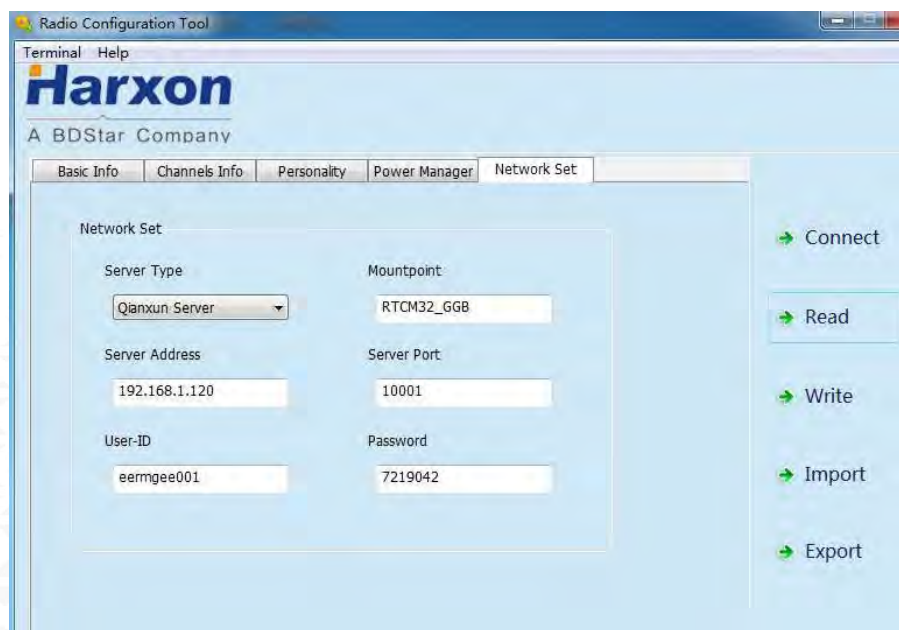 Radio Configuration Tool
Terminal Help
Harxon
A BDStar Company
Basic Info Channels Info Personality Power Manager Network Set
Network Set
Server Type Mountpoint
Qianxun Server RTCM32_GGB
Server Address Server Port
192.168.1.120 10001
User-ID Password
eermgee001 7219042
Connect
Read
Write
Import
Export